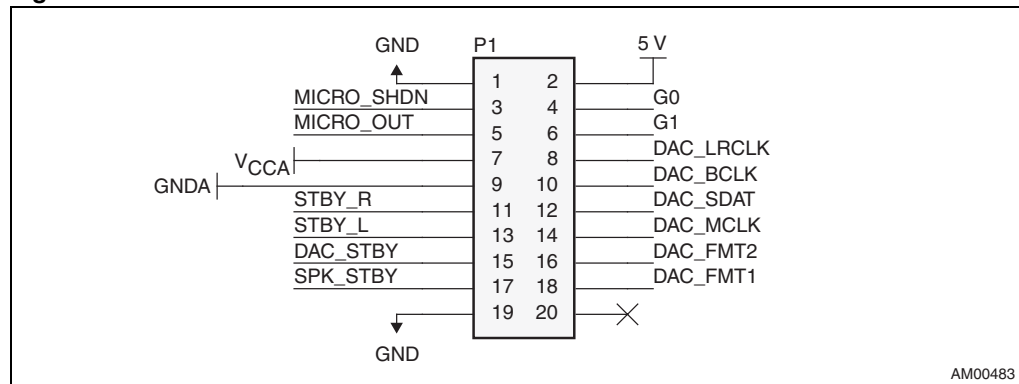 GND P1 5 V
1 2
MICRO_SHDN 3 4 G0
MICRO_OUT 5 6 G1
VCCA 7 8 DAC_LRCLK
GNDA 9 10 DAC_BCLK
STBY_R 11 12 DAC_SDAT
STBY_L 13 14 DAC_MCLK
DAC_STBY 15 16 DAC_FMT2
SPK_STBY 17 18 DAC_FMT1
19 20
GND
AM00483